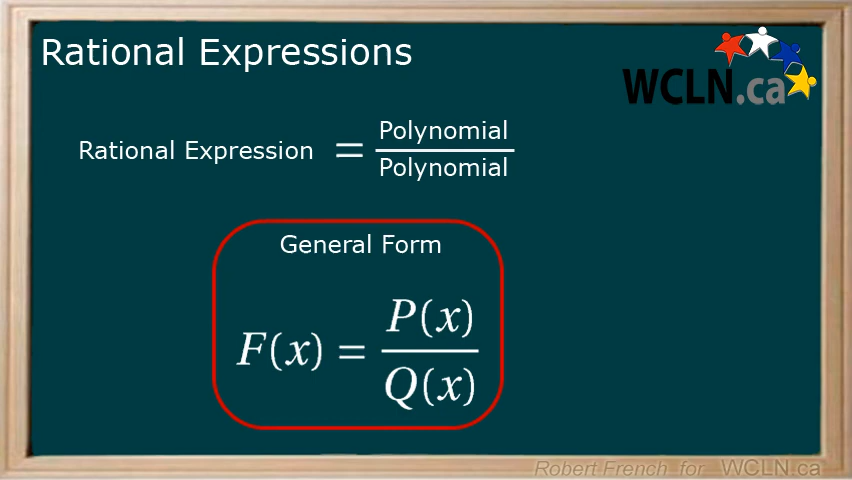 Rational Expressions
WCLN.ca
Rational Expression = Polynomial
Polynomial
General Form
F(x) = P(x)
Q(x)
Robert French for WCLN.ca